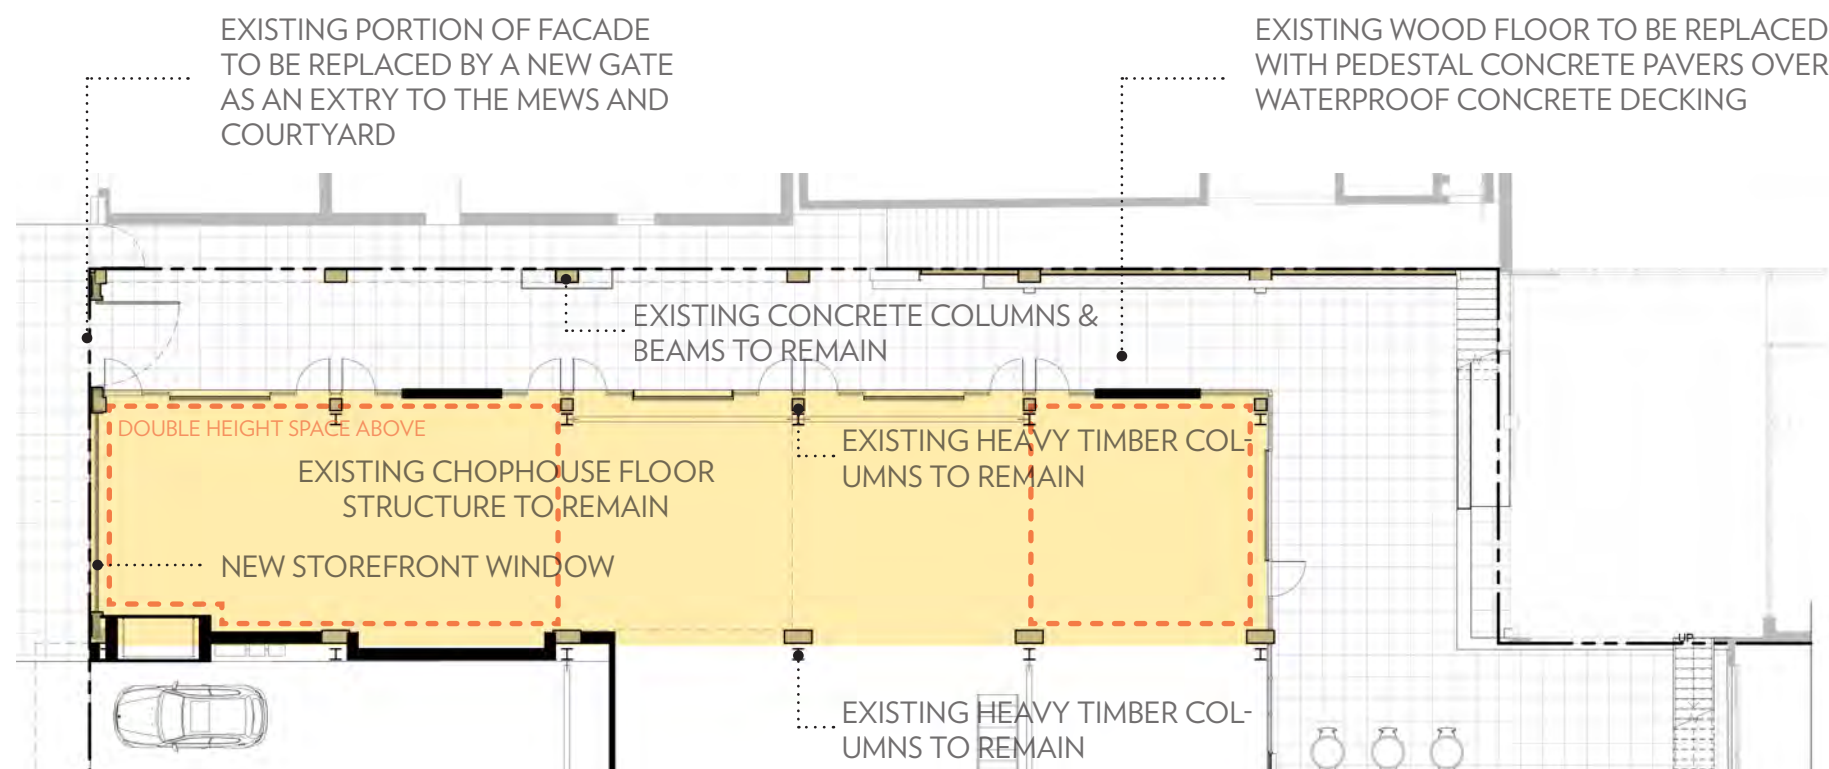 EXISTING PORTION OF FACADE
TO BE REPLACED BY A NEW GATE
AS AN EXTRY TO THE MEWS AND
COURTYARD
EXISTING WOOD FLOOR TO BE REPLACED
WITH PEDESTAL CONCRETE PAVERS OVER
WATERPROOF CONCRETE DECKING
EXISTING CONCRETE COLUMNS &
BEAMS TO REMAIN
DOUBLE HEIGHT SPACE ABOVE
EXISTING CHOPHOUSE FLOOR
STRUCTURE TO REMAIN
EXISTING HEAVY TIMBER COL-
UMNS TO REMAIN
NEW STOREFRONT WINDOW
UP
EXISTING HEAVY TIMBER COL-
UMNS TO REMAIN